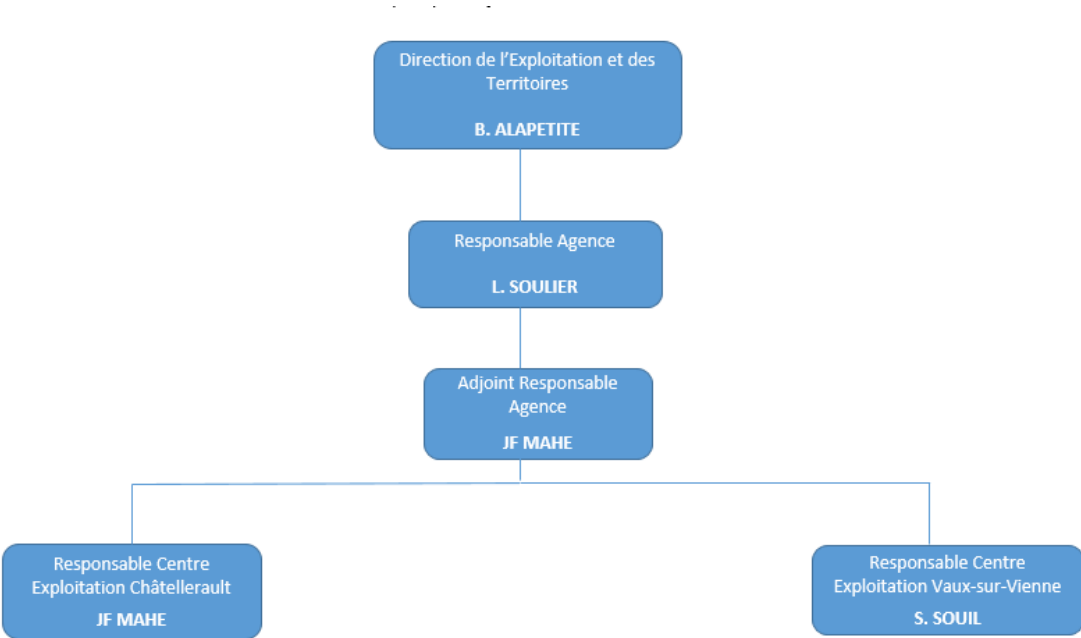 Direction de l'Exploitation et des
Territoires
B. ALAPETITE
Responsable Agence
L. SOULIER
Adjoint Responsable
Agence
JF MAHE
Responsable Centre
Exploitation Châtellerault
JF MAHE
Responsable Centre
Exploitation Vaux-sur-Vienne
S. SOUIL